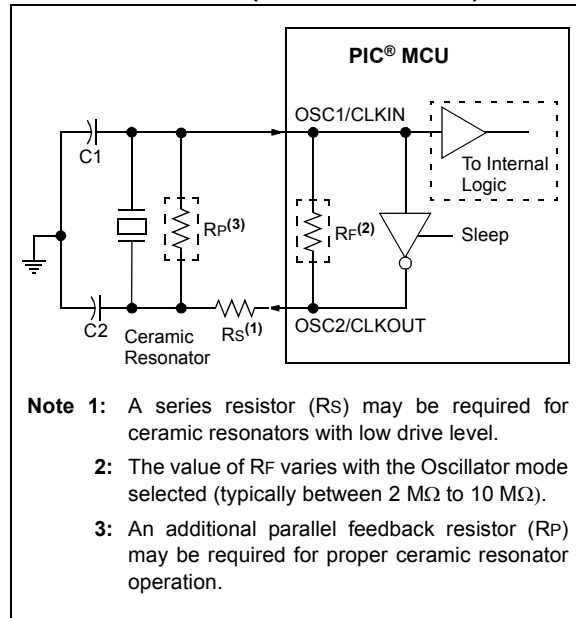 PIC® MCU
OSC1/CLKIN
C1
To Internal
Logic
RP(3)
RF(2)
Sleep
C2
Ceramic
Resonator
RS(1)
OSC2/CLKOUT
Note 1: A series resistor (RS) may be required for
ceramic resonators with low drive level.
2: The value of RF varies with the Oscillator mode
selected (typically between 2 MΩ to 10 MΩ).
3: An additional parallel feedback resistor (RP)
may be required for proper ceramic resonator
operation.